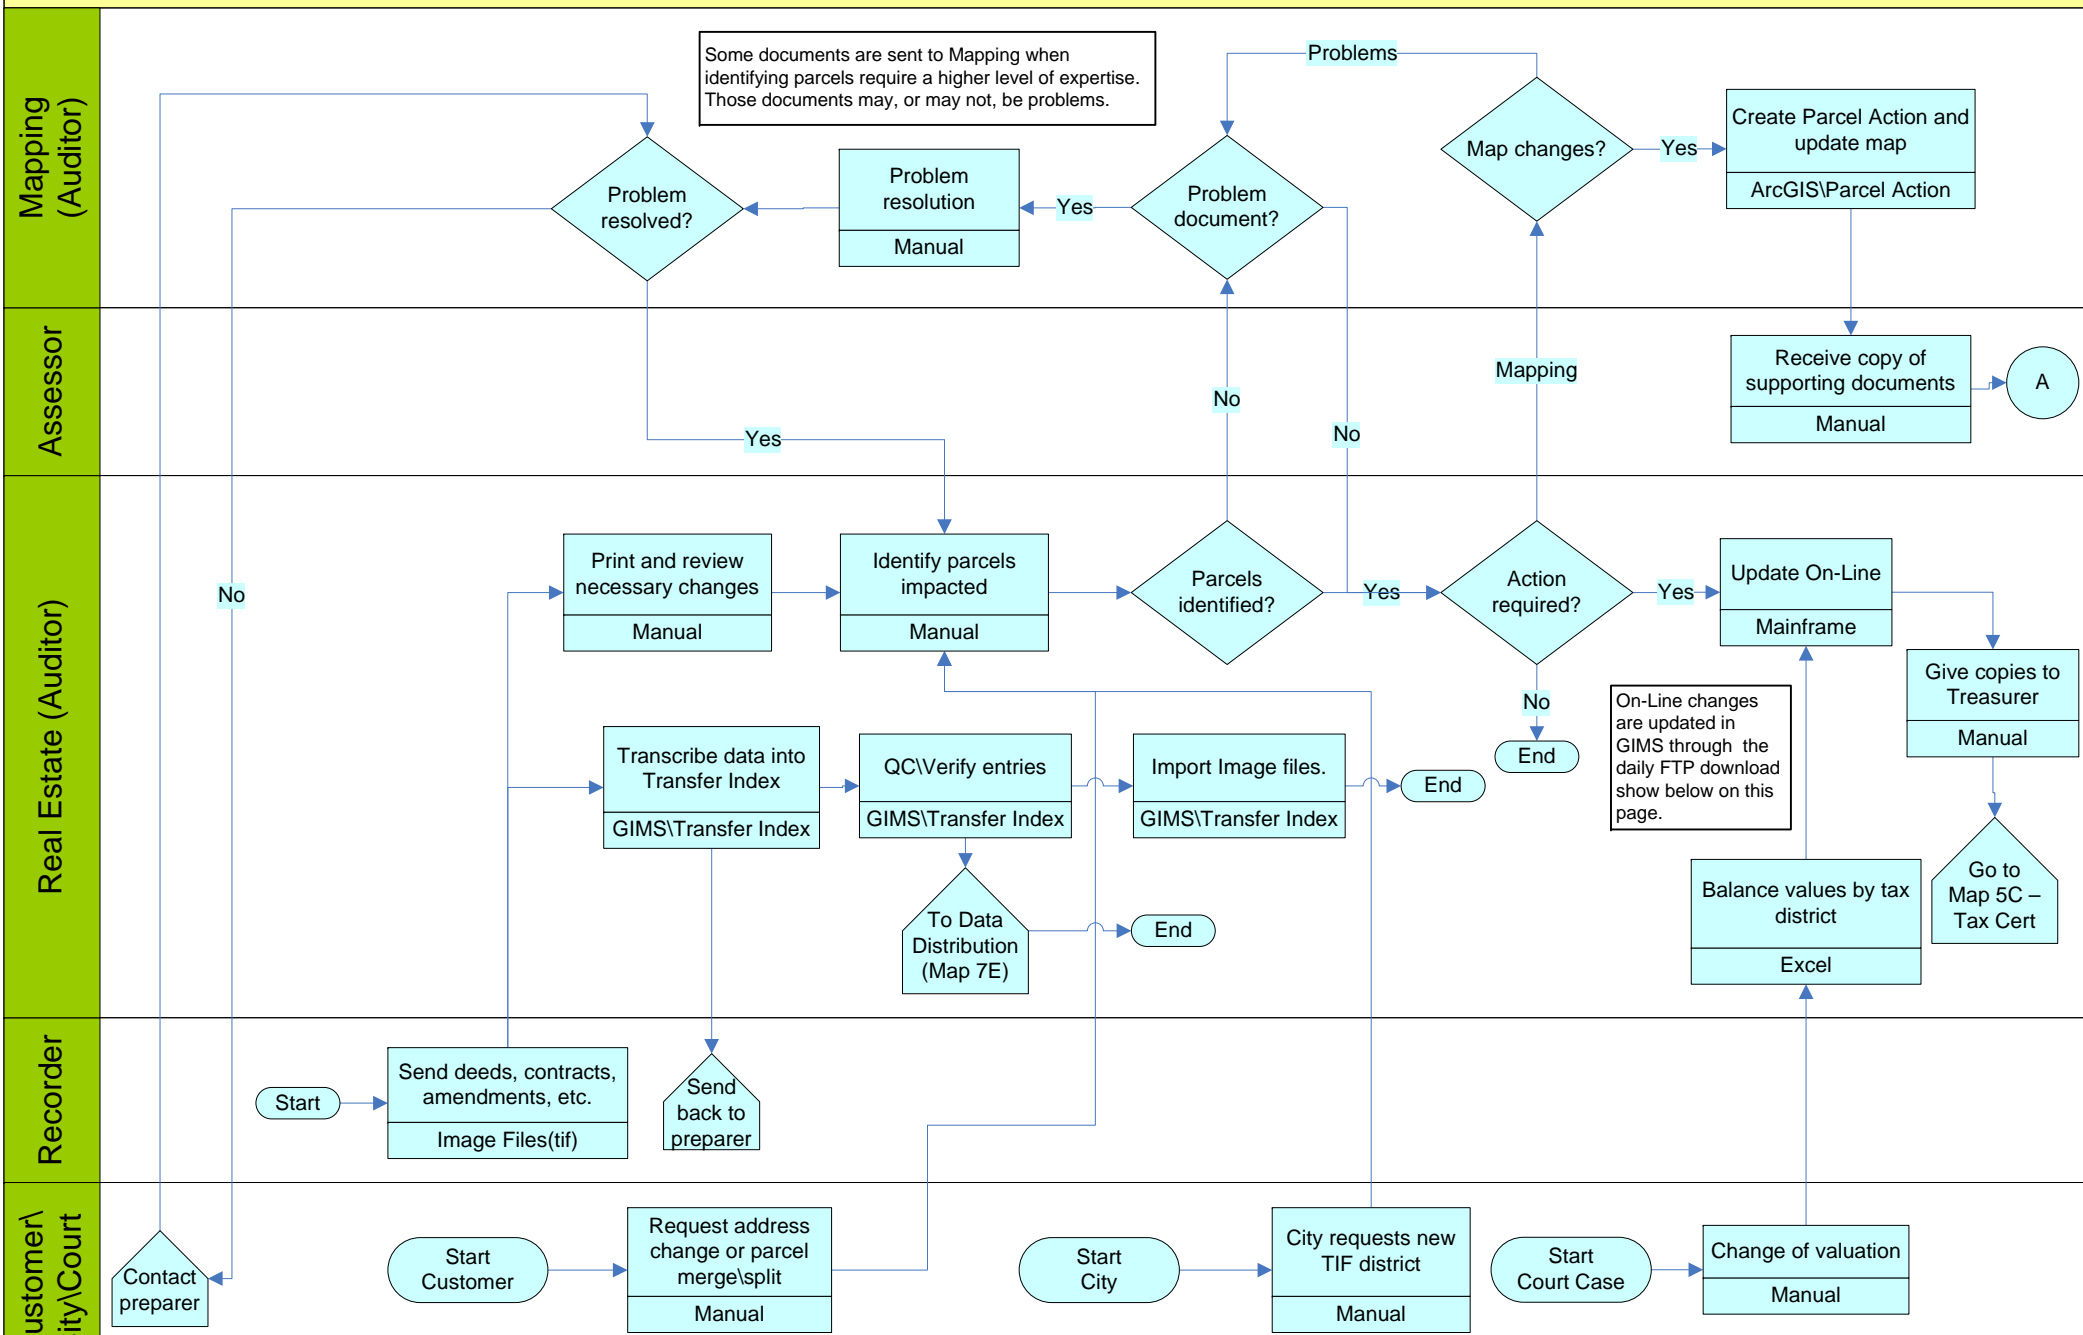 Mapping
(Auditor)
Some documents are sent to Mapping when
identifying parcels require a higher level of expertise.
Those documents may, or may not, be problems.
Problems
Problem
resolved?
Problem
resolution
Manual
Yes
Problem
document?
Map changes?
Yes
Create Parcel Action and
update map
ArcGIS\Parcel Action
Assessor
Yes
No
No
Mapping
Receive copy of
supporting documents
Manual
A
Real Estate (Auditor)
No
Print and review
necessary changes
Manual
Identify parcels
impacted
Manual
Parcels
identified?
Yes
Action
required?
Yes
No
End
Update On-Line
Mainframe
Give copies to
Treasurer
Manual
Go to
Map 5C –
Tax Cert
On-Line changes
are updated in
GIMS through the
daily FTP download
show below on this
page.
Transcribe data into
Transfer Index
GIMS\Transfer Index
QC\Verify entries
GIMS\Transfer Index
Import Image files.
GIMS\Transfer Index
End
To Data
Distribution
(Map 7E)
End
Balance values by tax
district
Excel
Recorder
Start
Send deeds, contracts,
amendments, etc.
Image Files(tif)
Send
back to
preparer
ustomer\
ity\Court
Contact
preparer
Start
Customer
Request address
change or parcel
merge\split
Manual
Start
City
City requests new
TIF district
Manual
Start
Court Case
Change of valuation
Manual